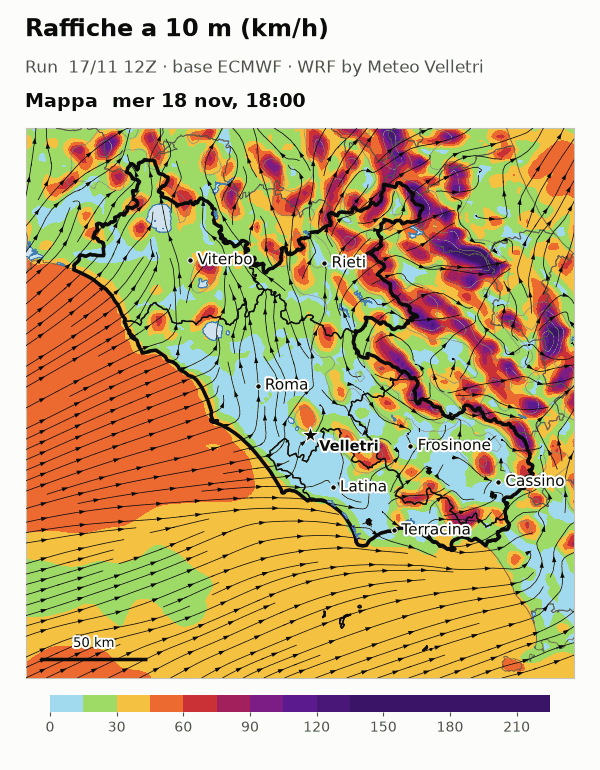 Raffiche a 10 m (km/h)
Run 17/11 12Z · base ECMWF · WRF by Meteo Velletri
Mappa mer 18 nov, 18:00
Viterbo
Rieti
Roma
Velletri
Frosinone
Latina
Cassino
Terracina
50 km
0 30 60 90 120 150 180 210